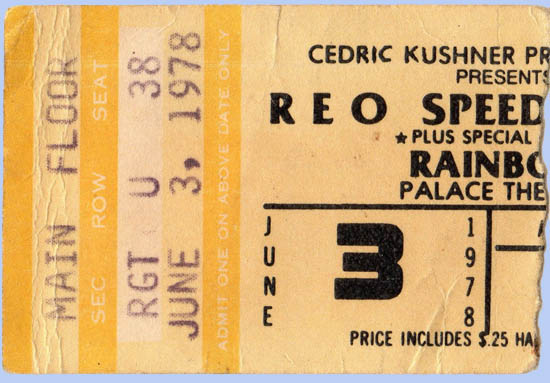 MAIN FLOOR
SEC ROW SEAT
RGT U 38
JUNE 3, 1978
ADMIT ONE ON ABOVE DATE ONLY
CEDRIC KUSHNER PR
PRESENTS
REO SPEED
★PLUS SPECIAL
RAINBO
PALACE THE
JUNE
3
1978
PRICE INCLUDES $.25 HA